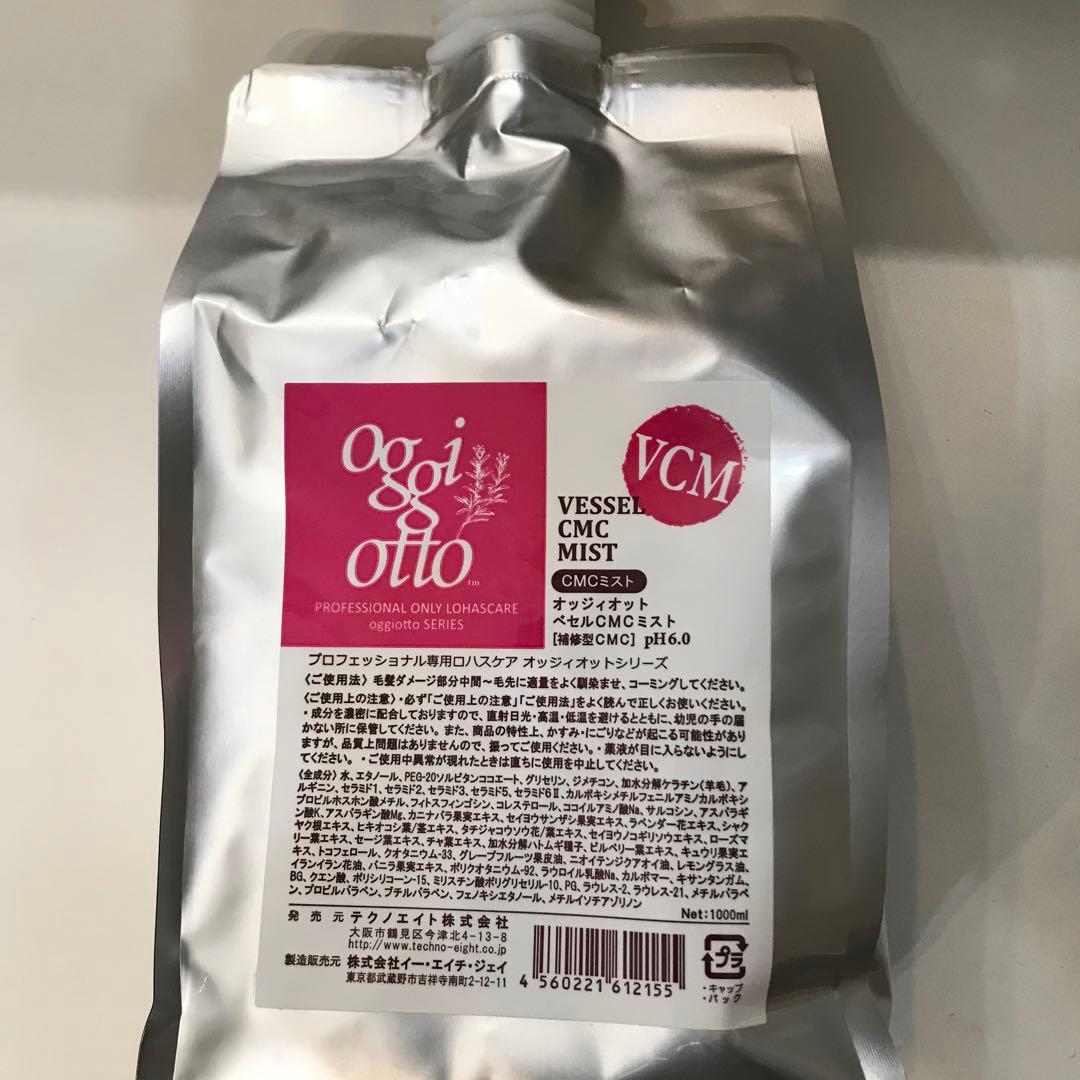 oggi
otto
tm
PROFESSIONAL ONLY LOHASCARE
oggiotto SERIES
VCM
VESSEL
CMC
MIST
CMCミスト
オッジィオット
ベセルCMCミスト
[補修型CMC] pH6.0
プロフェッショナル専用ロハスケア オッジィオットシリーズ
〈ご使用法〉毛髪ダメージ部分中間〜毛先に適量をよく馴染ませ、コーミングしてください。
〈ご使用上の注意〉・必ず「ご使用上の注意」「ご使用法」をよく読んで正しくお使いください。
・成分を濃密に配合しておりますので、直射日光・高温・低温を避けるとともに、幼児の手の届
かない所に保管してください。また、商品の特性上、かすみ・にごりなどが起こる可能性があり
ますが、品質上問題はありませんので、振ってご使用ください。・薬液が目に入らないようにし
てください。・ご使用中異常が現れたときは直ちに使用を中止してください。
〈全成分〉水、エタノール、PEG-20ソルビタンココエート、グリセリン、ジメチコン、加水分解ケラチン(羊毛)、ア
ルギニン、セラミド1、セラミド2、セラミド3、セラミド5、セラミド6Ⅱ、カルボキシメチルフェニルアミノカルボキシ
プロピルホスホン酸メチル、フィトスフィンゴシン、コレステロール、ココイルアミノ酸Na、サルコシン、アスパラギ
ン酸K、アスパラギン酸Mg、カニナバラ果実エキス、セイヨウサンザシ果実エキス、ラベンダー花エキス、シャク
ヤク根エキス、ヒキオコシ葉/茎エキス、タチジャコウソウ花/葉エキス、セイヨウノコギリソウエキス、ローズマ
リー葉エキス、セージ葉エキス、チャ葉エキス、加水分解ハトムギ種子、ビルベリー葉エキス、キュウリ果実エ
キス、トコフェロール、クオタニウム-33、グレープフルーツ果皮油、ニオイテンジクアオイ油、レモングラス油、
イランイラン花油、バニラ果実エキス、ポリクオタニウム-92、ラウロイル乳酸Na、カルボマー、キサンタンガム、
BG、クエン酸、ポリシリコーン-15、ミリスチン酸ポリグリセリル-10、PG、ラウレス-2、ラウレス-21、メチルパラベ
ン、プロピルパラベン、ブチルパラベン、フェノキシエタノール、メチルイソチアゾリノン
Net:1000ml
発 売 元 テクノエイト株式会社
大阪市鶴見区今津北4-13-8
http://www.techno-eight.co.jp
製造販売元 株式会社イー・エイチ・ジェイ
東京都武蔵野市吉祥寺南町2-12-11
4 560221 612155
プラ
・キャップ
・パック